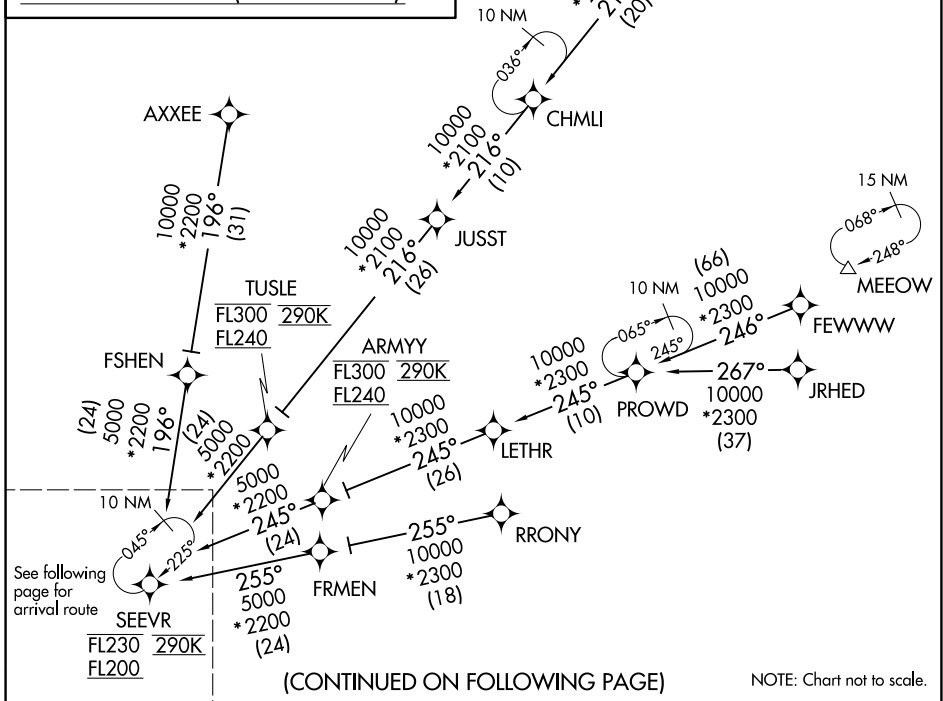 10 NM
(20)
036°
AXXEE
CHMLI
10000
*2100
216°
(10)
10000
*2200
196°
(31)
15 NM
068°
248°
MEEOW
JUSST
10000
*2100
216°
(26)
TUSLE
FL300 290K
FL240
(66)
10000
*2300
246°
FEWWW
10 NM
065°
245°
ARMYY
FL300 290K
FL240
FSHEN
10000
*2300
245°
(10)
PROWD
267°
10000
*2300
(37)
JRHED
(24)
5000
*2200
196°
(24)
5000
*2200
10000
*2300
245°
(26)
LETHR
5000
*2200
245°
(24)
10 NM
045°
225°
RRONY
255°
10000
*2300
(18)
FRMEN
255°
5000
*2200
(24)
See following
page for
arrival route
SEEVR
FL230 290K
FL200
(CONTINUED ON FOLLOWING PAGE)
NOTE: Chart not to scale.